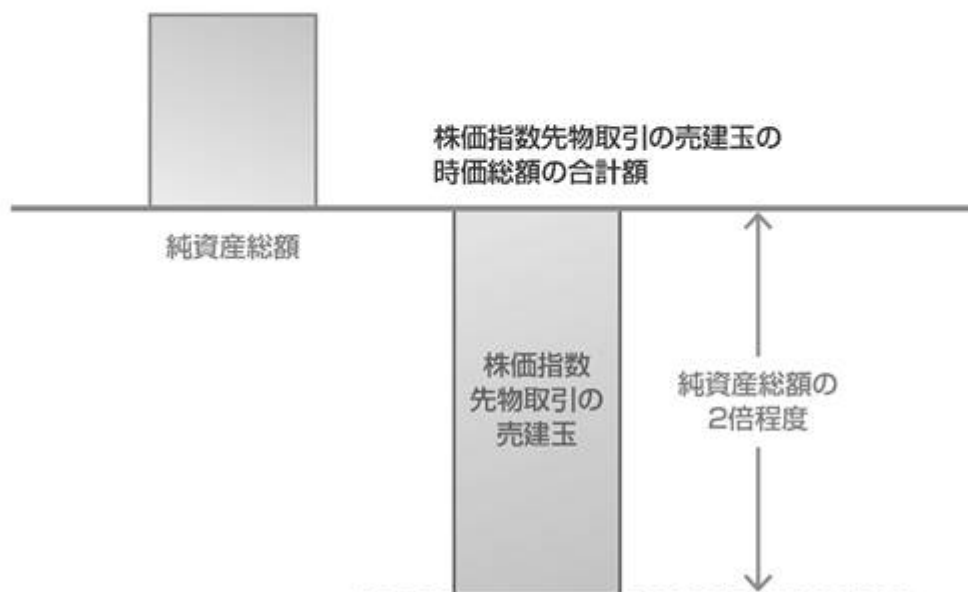 株価指数先物取引の売建玉の
時価総額の合計額
純資産総額
株価指数
先物取引の
売建玉
純資産総額の
2倍程度